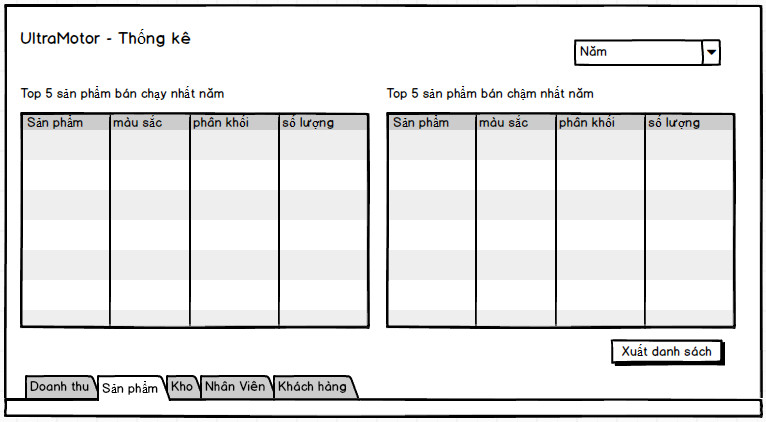 UltraMotor - Thống kê
Năm
Top 5 sản phẩm bán chạy nhất năm
Top 5 sản phẩm bán chậm nhất năm
Sản phẩm màu sắc phân khối số lượng
Sản phẩm màu sắc phân khối số lượng
Xuất danh sách
Doanh thu Sản phẩm Kho Nhân Viên Khách hàng